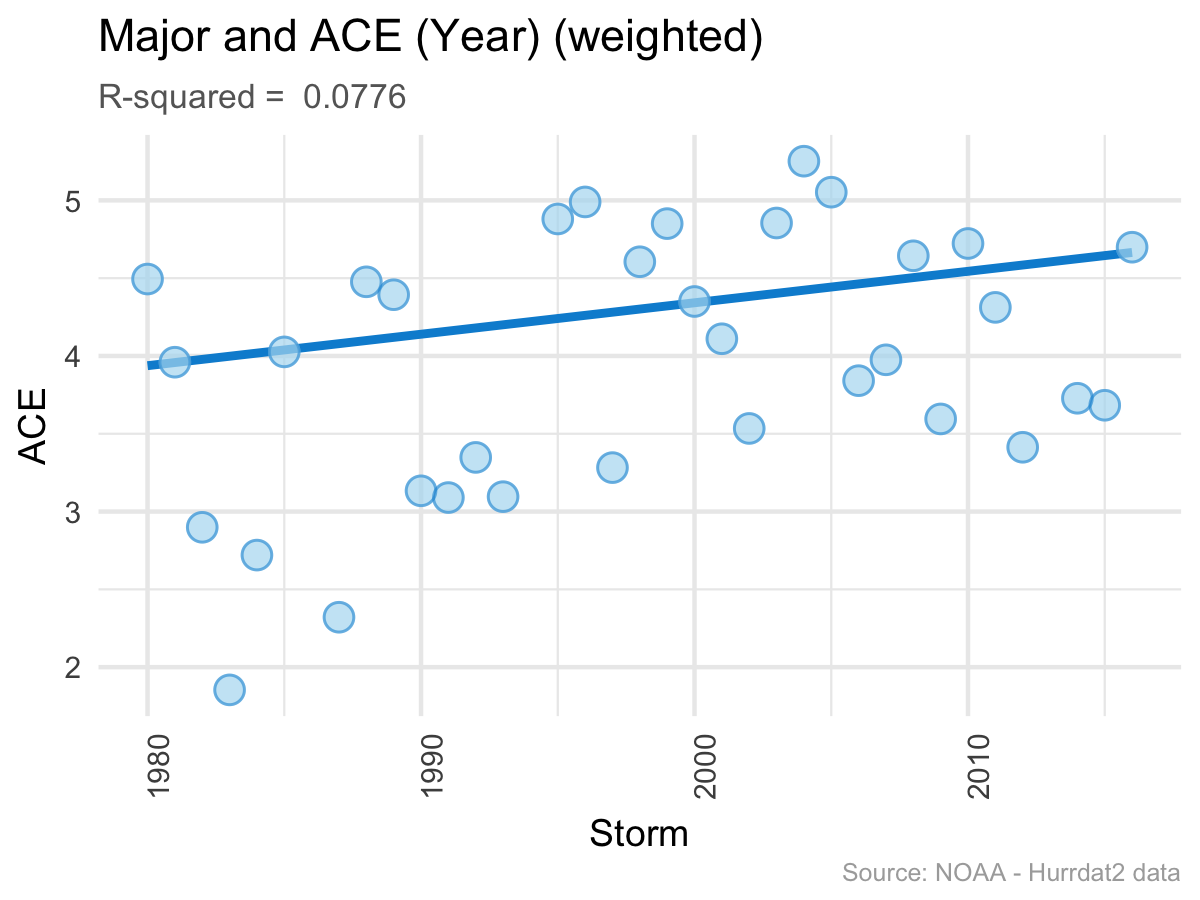 Major and ACE (Year) (weighted)
R-squared =  0.0776
ACE
5
4
3
2
1980
1990
2000
2010
Storm
Source: NOAA - Hurrdat2 data